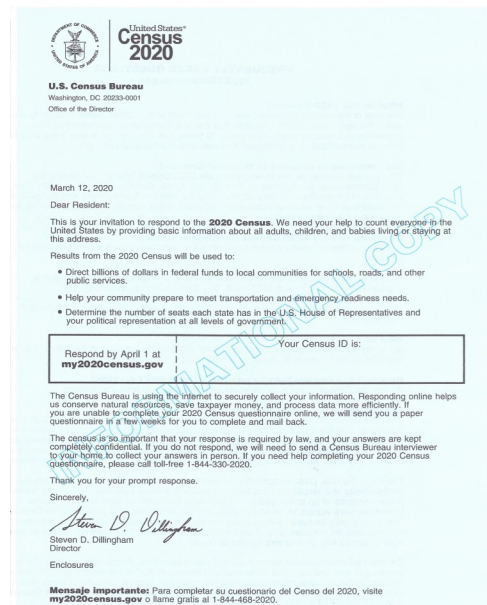 DEPARTMENT OF COMMERCE
UNITED STATES OF AMERICA
United States®
Census
2020
U.S. Census Bureau
Washington, DC 20233-0001
Office of the Director
March 12, 2020
Dear Resident:
This is your invitation to respond to the 2020 Census. We need your help to count everyone in the
United States by providing basic information about all adults, children, and babies living or staying at
this address.
Results from the 2020 Census will be used to:
• Direct billions of dollars in federal funds to local communities for schools, roads, and other
public services.
• Help your community prepare to meet transportation and emergency readiness needs.
• Determine the number of seats each state has in the U.S. House of Representatives and
your political representation at all levels of government.
Respond by April 1 at
my2020census.gov
Your Census ID is:
The Census Bureau is using the internet to securely collect your information. Responding online helps
us conserve natural resources, save taxpayer money, and process data more efficiently. If
you are unable to complete your 2020 Census questionnaire online, we will send you a paper
questionnaire in a few weeks for you to complete and mail back.
The census is so important that your response is required by law, and your answers are kept
completely confidential. If you do not respond, we will need to send a Census Bureau interviewer
to your home to collect your answers in person. If you need help completing your 2020 Census
questionnaire, please call toll-free 1-844-330-2020.
Thank you for your prompt response.
Sincerely,
Steven D. Dillingham
Steven D. Dillingham
Director
Enclosures
Mensaje importante: Para completar su cuestionario del Censo del 2020, visite
my2020census.gov o llame gratis al 1-844-468-2020.
INFORMATIONAL COPY